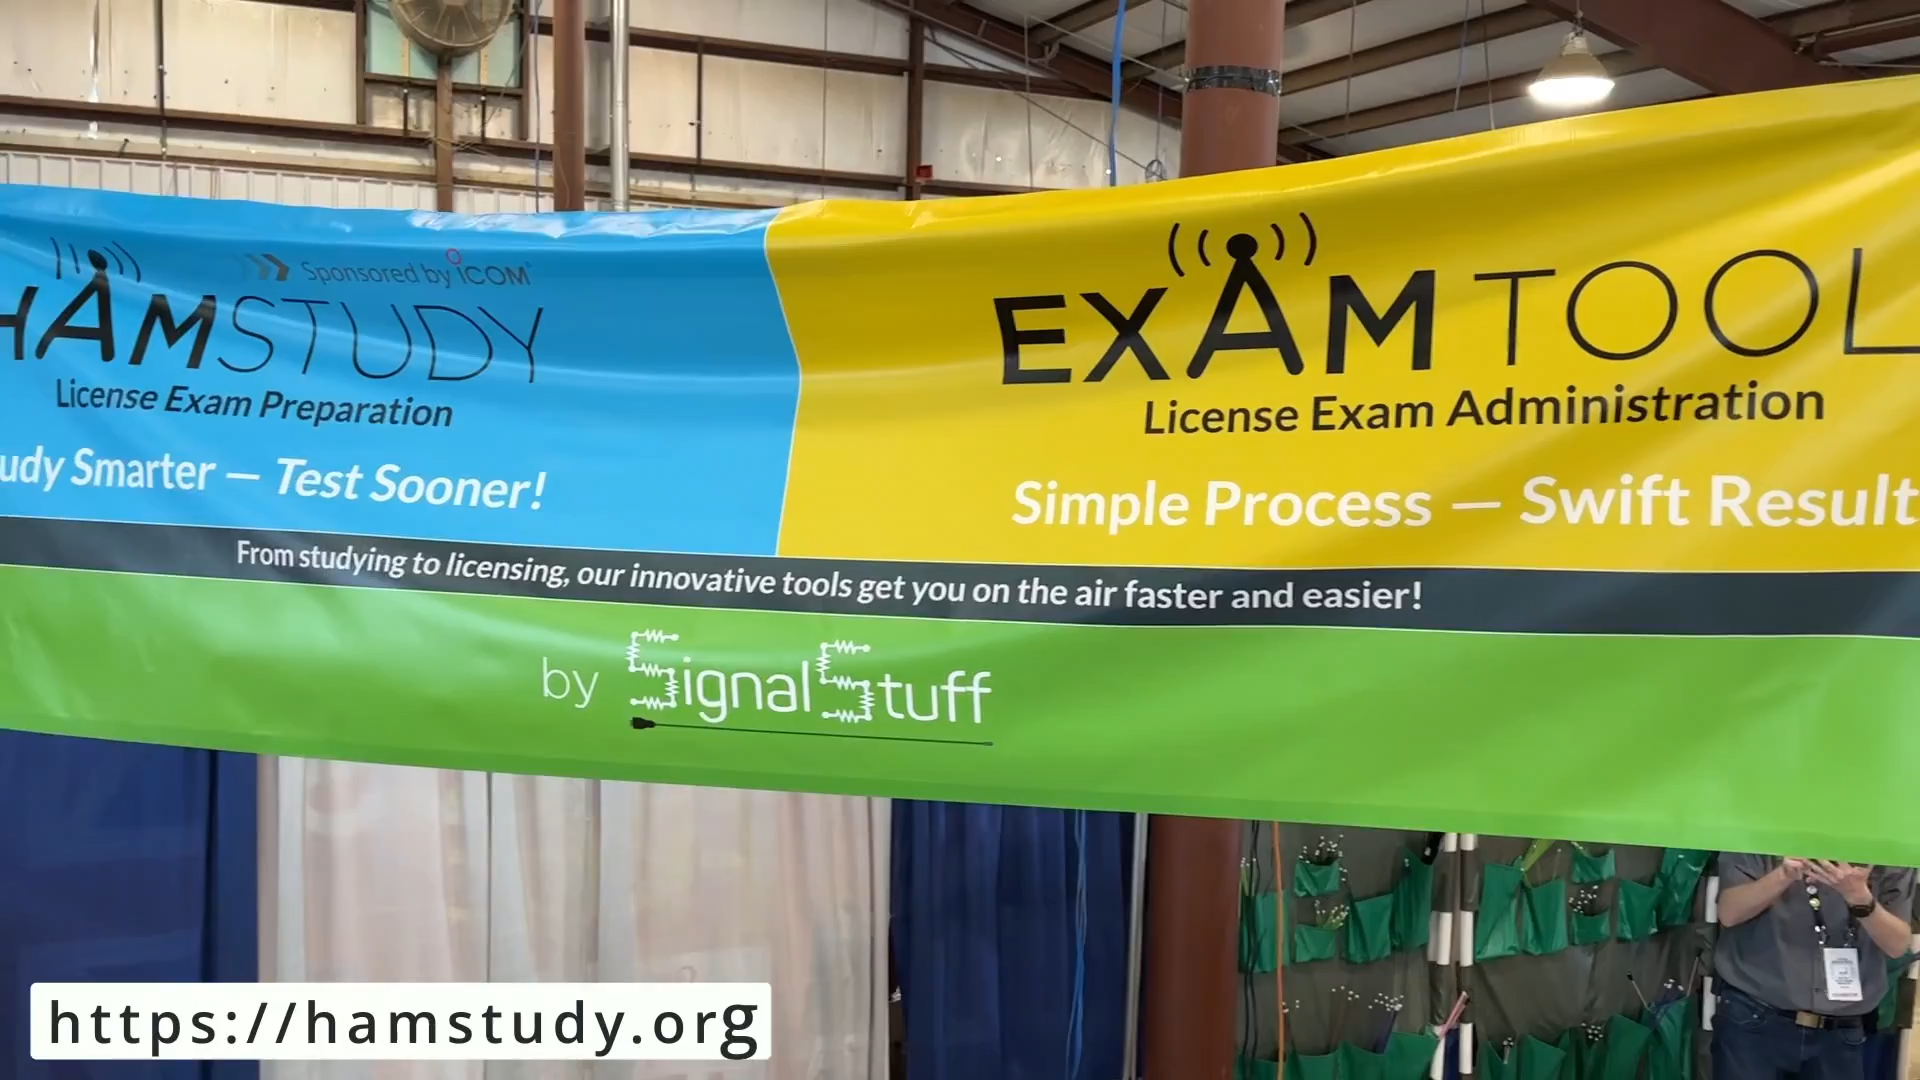 Sponsored by ICOM
HAMSTUDY
License Exam Preparation
udy Smarter — Test Sooner!
EXAM TOOL
License Exam Administration
Simple Process — Swift Result
From studying to licensing, our innovative tools get you on the air faster and easier!
by SignalStuff
https://hamstudy.org